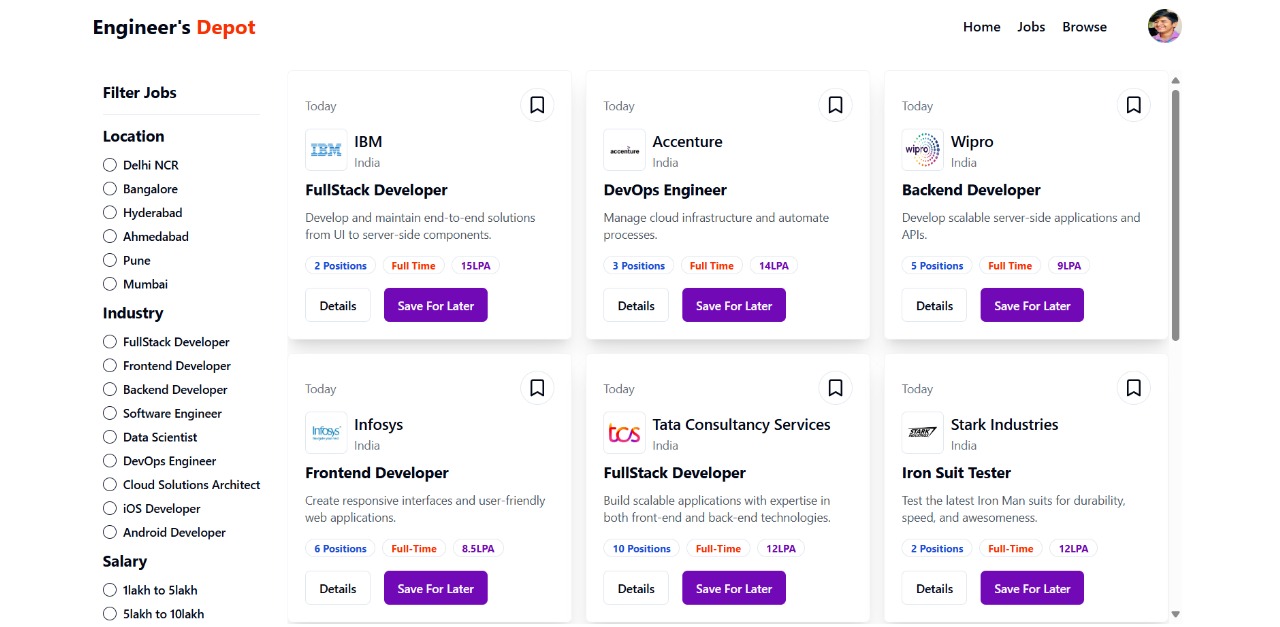 Engineer's Depot
Home Jobs Browse
Filter Jobs
Location
Delhi NCR
Bangalore
Hyderabad
Ahmedabad
Pune
Mumbai
Industry
FullStack Developer
Frontend Developer
Backend Developer
Software Engineer
Data Scientist
DevOps Engineer
Cloud Solutions Architect
iOS Developer
Android Developer
Salary
1lakh to 5lakh
5lakh to 10lakh
Today
IBM
IBM
India
FullStack Developer
Develop and maintain end-to-end solutions
from UI to server-side components.
2 Positions Full Time 15LPA
Details Save For Later
Today
accenture
Accenture
India
DevOps Engineer
Manage cloud infrastructure and automate
processes.
3 Positions Full Time 14LPA
Details Save For Later
Today
wipro
Wipro
India
Backend Developer
Develop scalable server-side applications and
APIs.
5 Positions Full Time 9LPA
Details Save For Later
Today
Infosys
Infosys
India
Frontend Developer
Create responsive interfaces and user-friendly
web applications.
6 Positions Full-Time 8.5LPA
Details Save For Later
Today
tcs
Tata Consultancy Services
India
FullStack Developer
Build scalable applications with expertise in
both front-end and back-end technologies.
10 Positions Full-Time 12LPA
Details Save For Later
Today
STARK
Stark Industries
India
Iron Suit Tester
Test the latest Iron Man suits for durability,
speed, and awesomeness.
2 Positions Full-Time 12LPA
Details Save For Later